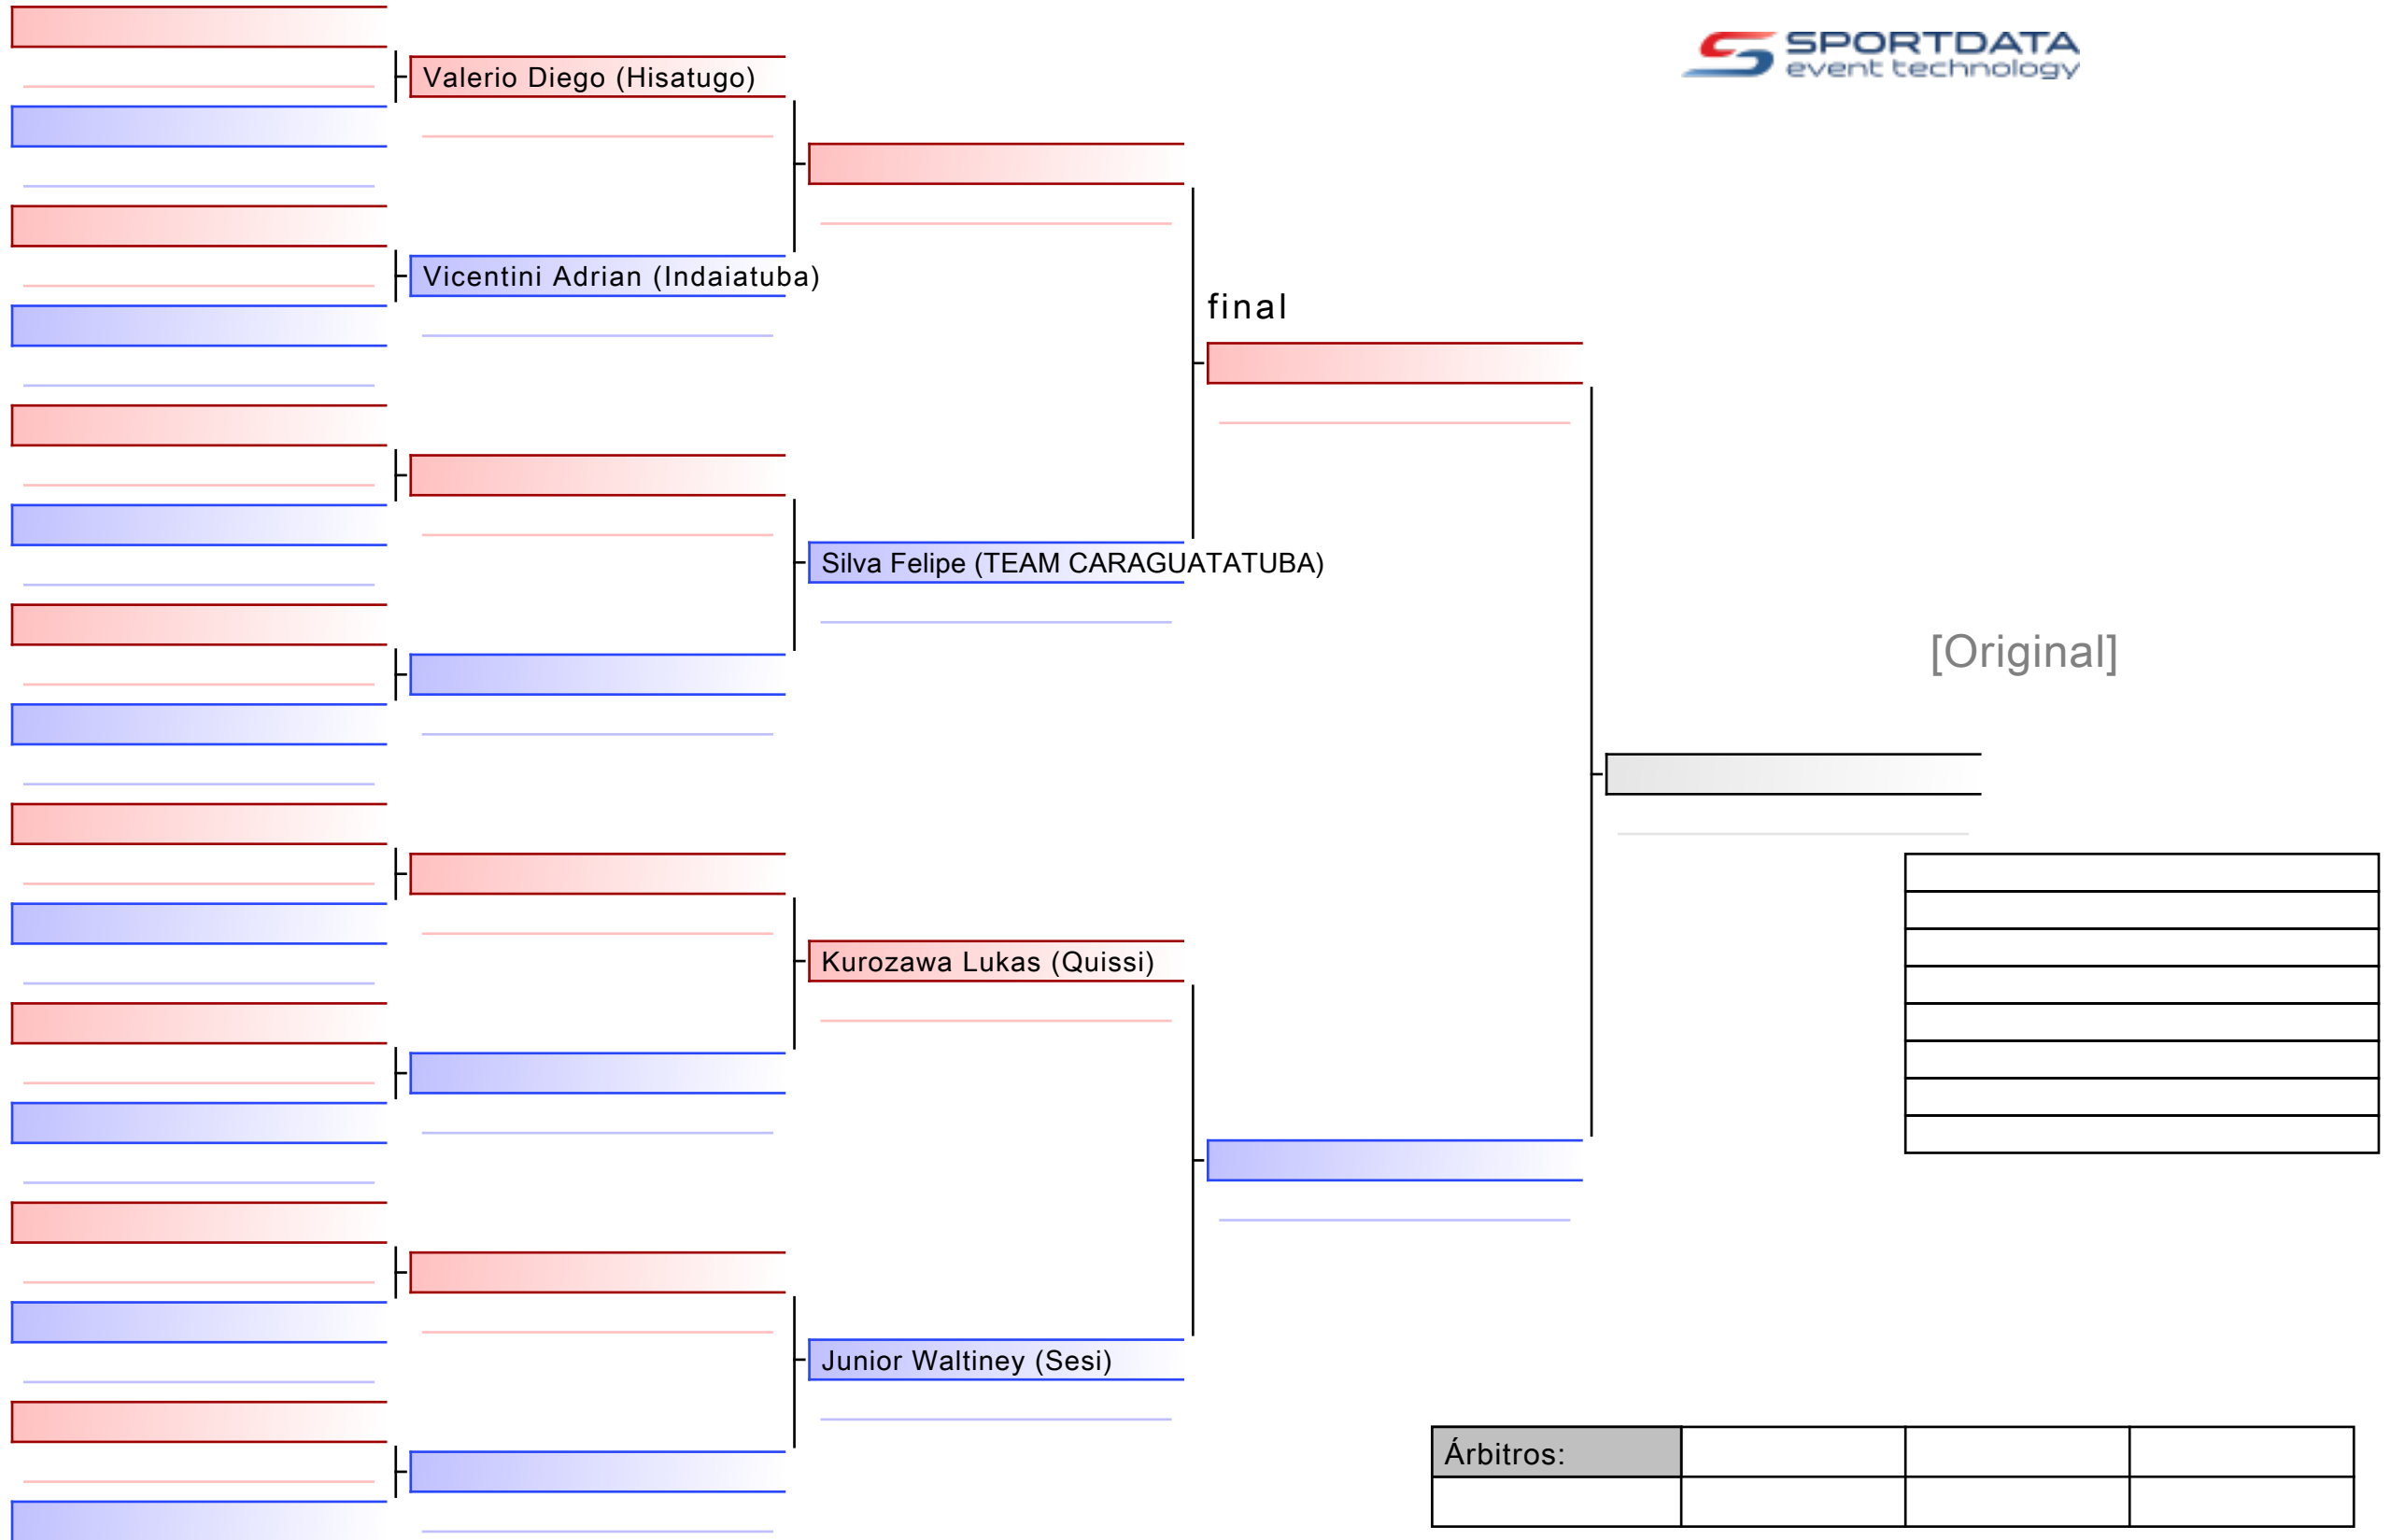 SPORTDATA
event technology
Valerio Diego (Hisatugo)
Vicentini Adrian (Indaiatuba)
final
Silva Felipe (TEAM CARAGUATATUBA)
[Original]
Kurozawa Lukas (Quissi)
Junior Waltiney (Sesi)
Árbitros: